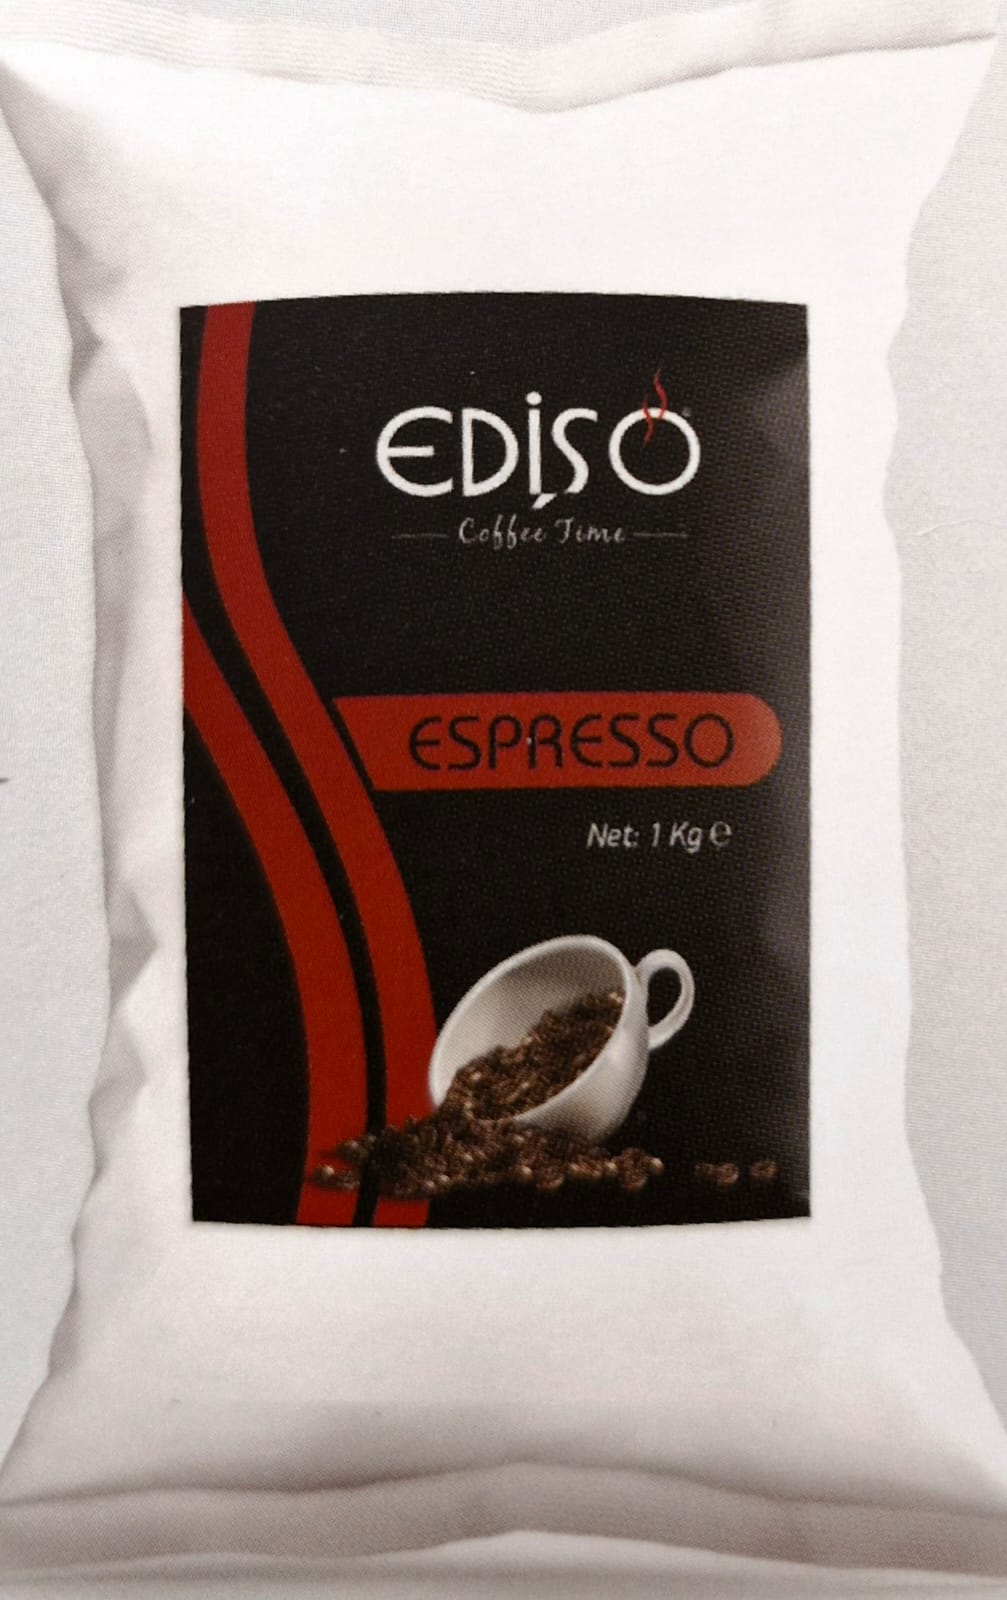 EDİSO
Coffee Time
ESPRESSO
Net: 1 Kg ℮